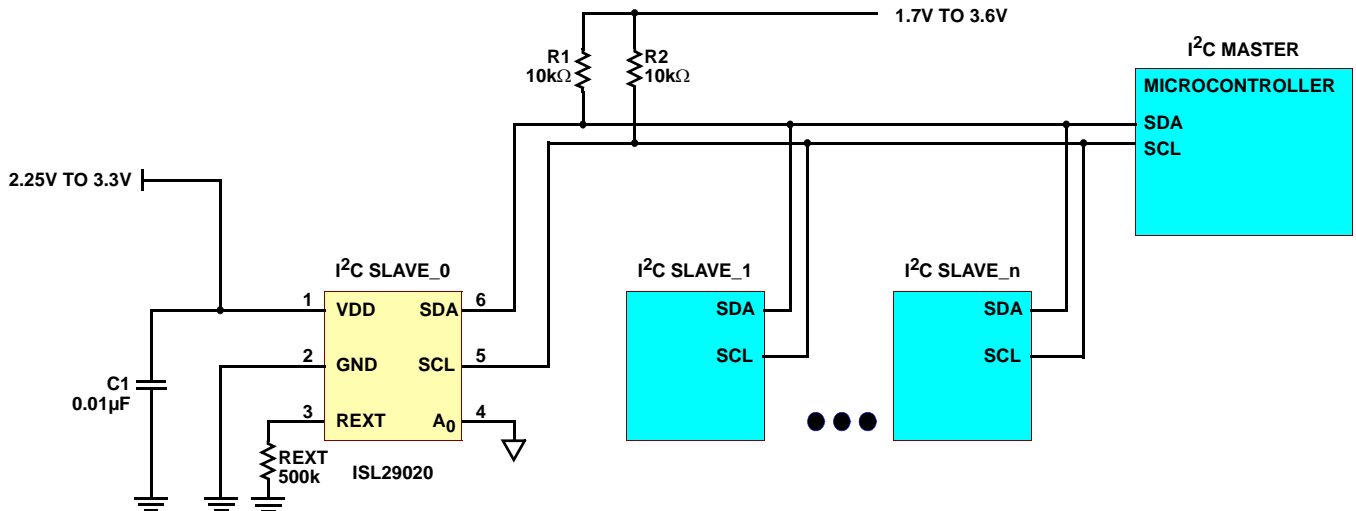 1.7V TO 3.6V
R1
10kΩ
R2
10kΩ
I²C MASTER
MICROCONTROLLER
SDA
SCL
2.25V TO 3.3V
I²C SLAVE_0
1
VDD
SDA
6
2
GND
SCL
5
3
REXT
A₀
4
C1
0.01µF
REXT
500k
ISL29020
I²C SLAVE_1
SDA
SCL
I²C SLAVE_n
SDA
SCL